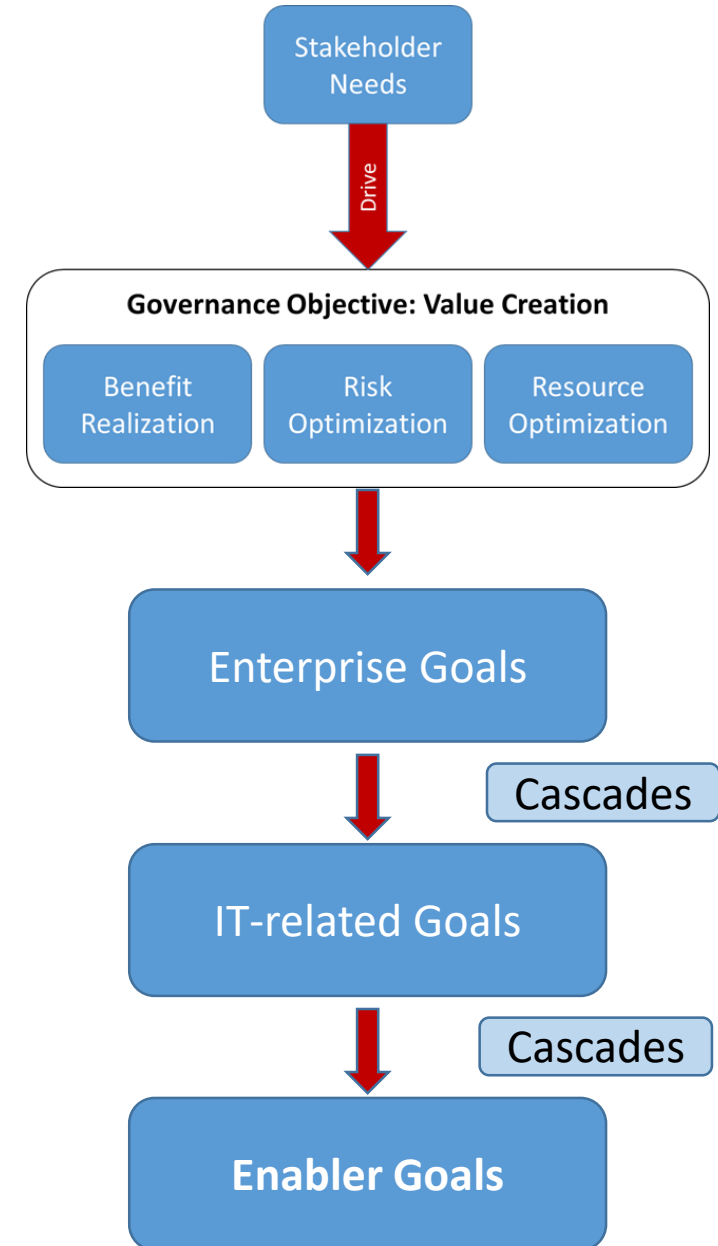 Stakeholder
Needs
Drive
Governance Objective: Value Creation
Benefit
Realization
Risk
Optimization
Resource
Optimization
Enterprise Goals
Cascades
IT-related Goals
Cascades
Enabler Goals